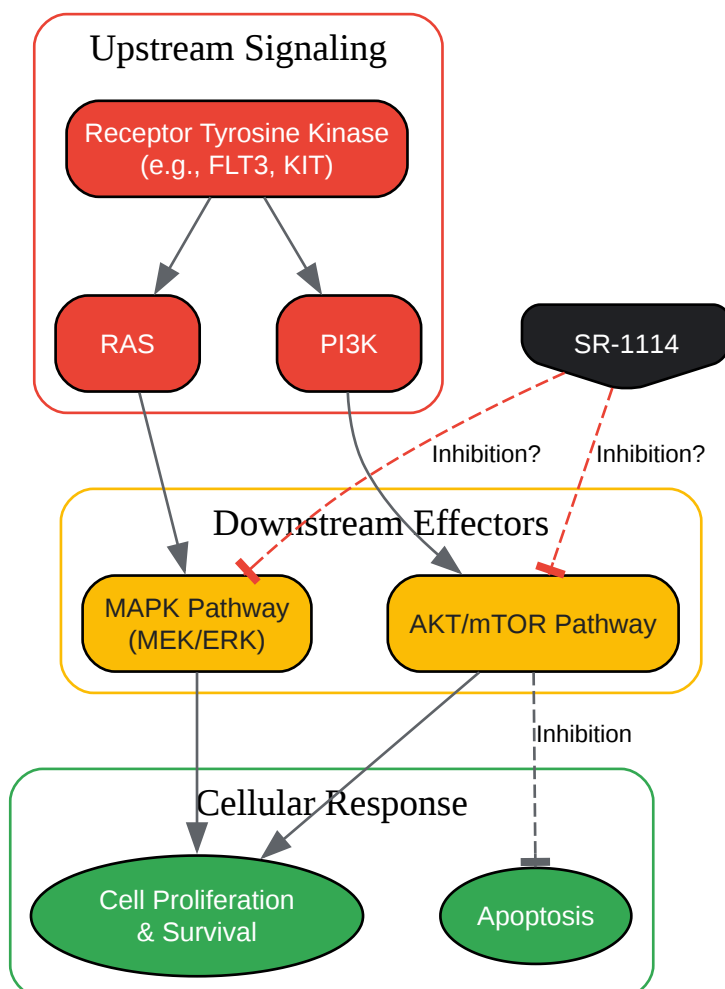 Upstream Signaling
Receptor Tyrosine Kinase
(e.g., FLT3, KIT)
RAS
PI3K
SR-1114
Inhibition?
Inhibition?
Downstream Effectors
MAPK Pathway
(MEK/ERK)
AKT/mTOR Pathway
Inhibition
Cellular Response
Cell Proliferation
& Survival
Apoptosis